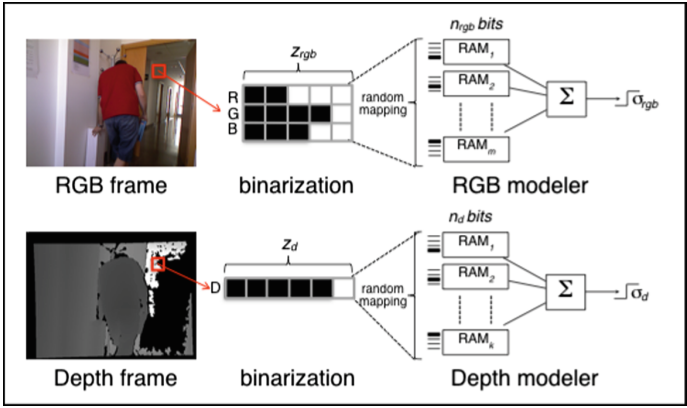 n_rgb bits
z_rgb
RAM_1
R
G
B
random
mapping
RAM_2
Σ
σ_rgb
RAM_m
RGB frame
binarization
RGB modeler
n_d bits
z_d
RAM_1
D
random
mapping
RAM_2
Σ
σ_d
RAM_k
Depth frame
binarization
Depth modeler